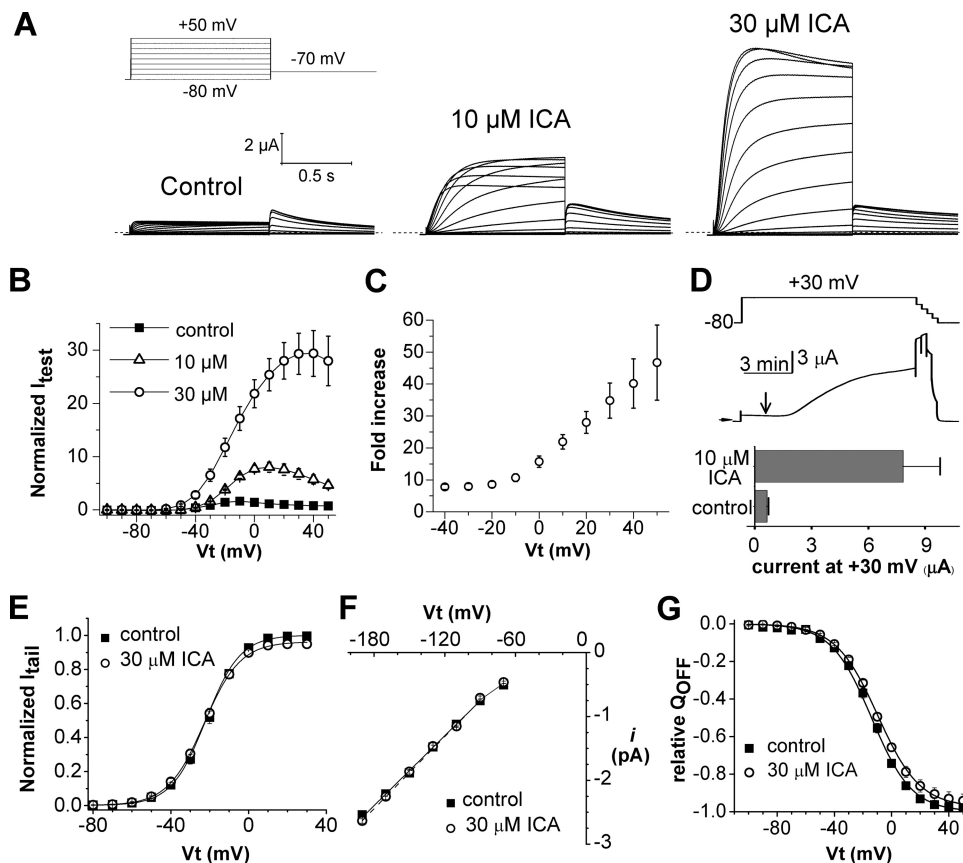 A
+50 mV
-70 mV
-80 mV
2 µA
0.5 s
Control
10 µM ICA
30 µM ICA
B
Normalized Itest
30
20
10
0
control
10 µM
30 µM
-80 -40 0 40
Vt (mV)
C
Fold increase
60
50
40
30
20
10
0
-40 -20 0 20 40
Vt (mV)
D
+30 mV
-80
3 min
3 µA
10 µM
ICA
control
0 3 6 9
current at +30 mV (µA)
E
Normalized Itail
1.0
0.8
0.6
0.4
0.2
0.0
control
30 µM ICA
-80 -40 0 40
Vt (mV)
F
Vt (mV)
-180 -120 -60 0
0
-1
-2
-3
i
(pA)
control
30 µM ICA
G
relative QOFF
0.0
-0.2
-0.4
-0.6
-0.8
-1.0
control
30 µM ICA
-80 -40 0 40
Vt (mV)